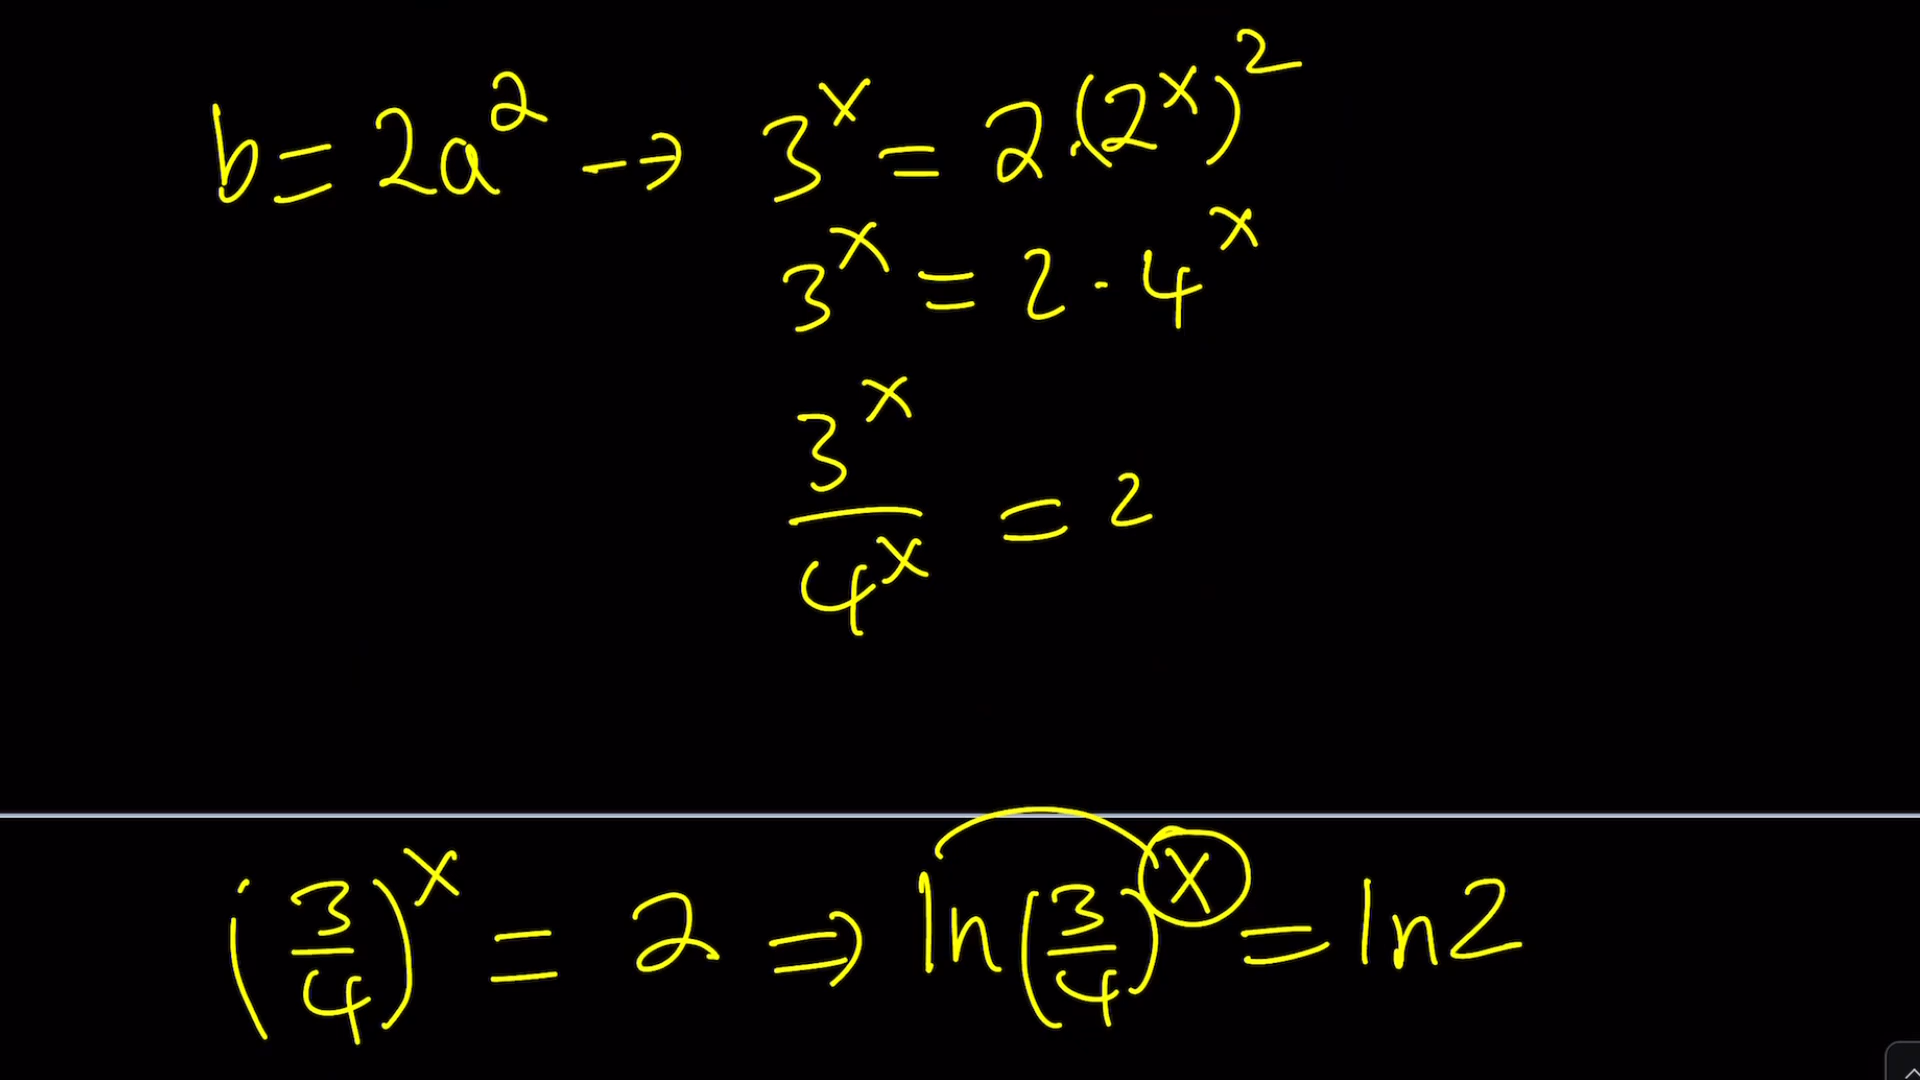 b = 2a² → 3ˣ = 2·(2ˣ)²
3ˣ = 2 · 4ˣ
3ˣ/4ˣ = 2
(3/4)ˣ = 2 ⇒ ln(3/4)ˣ = ln2